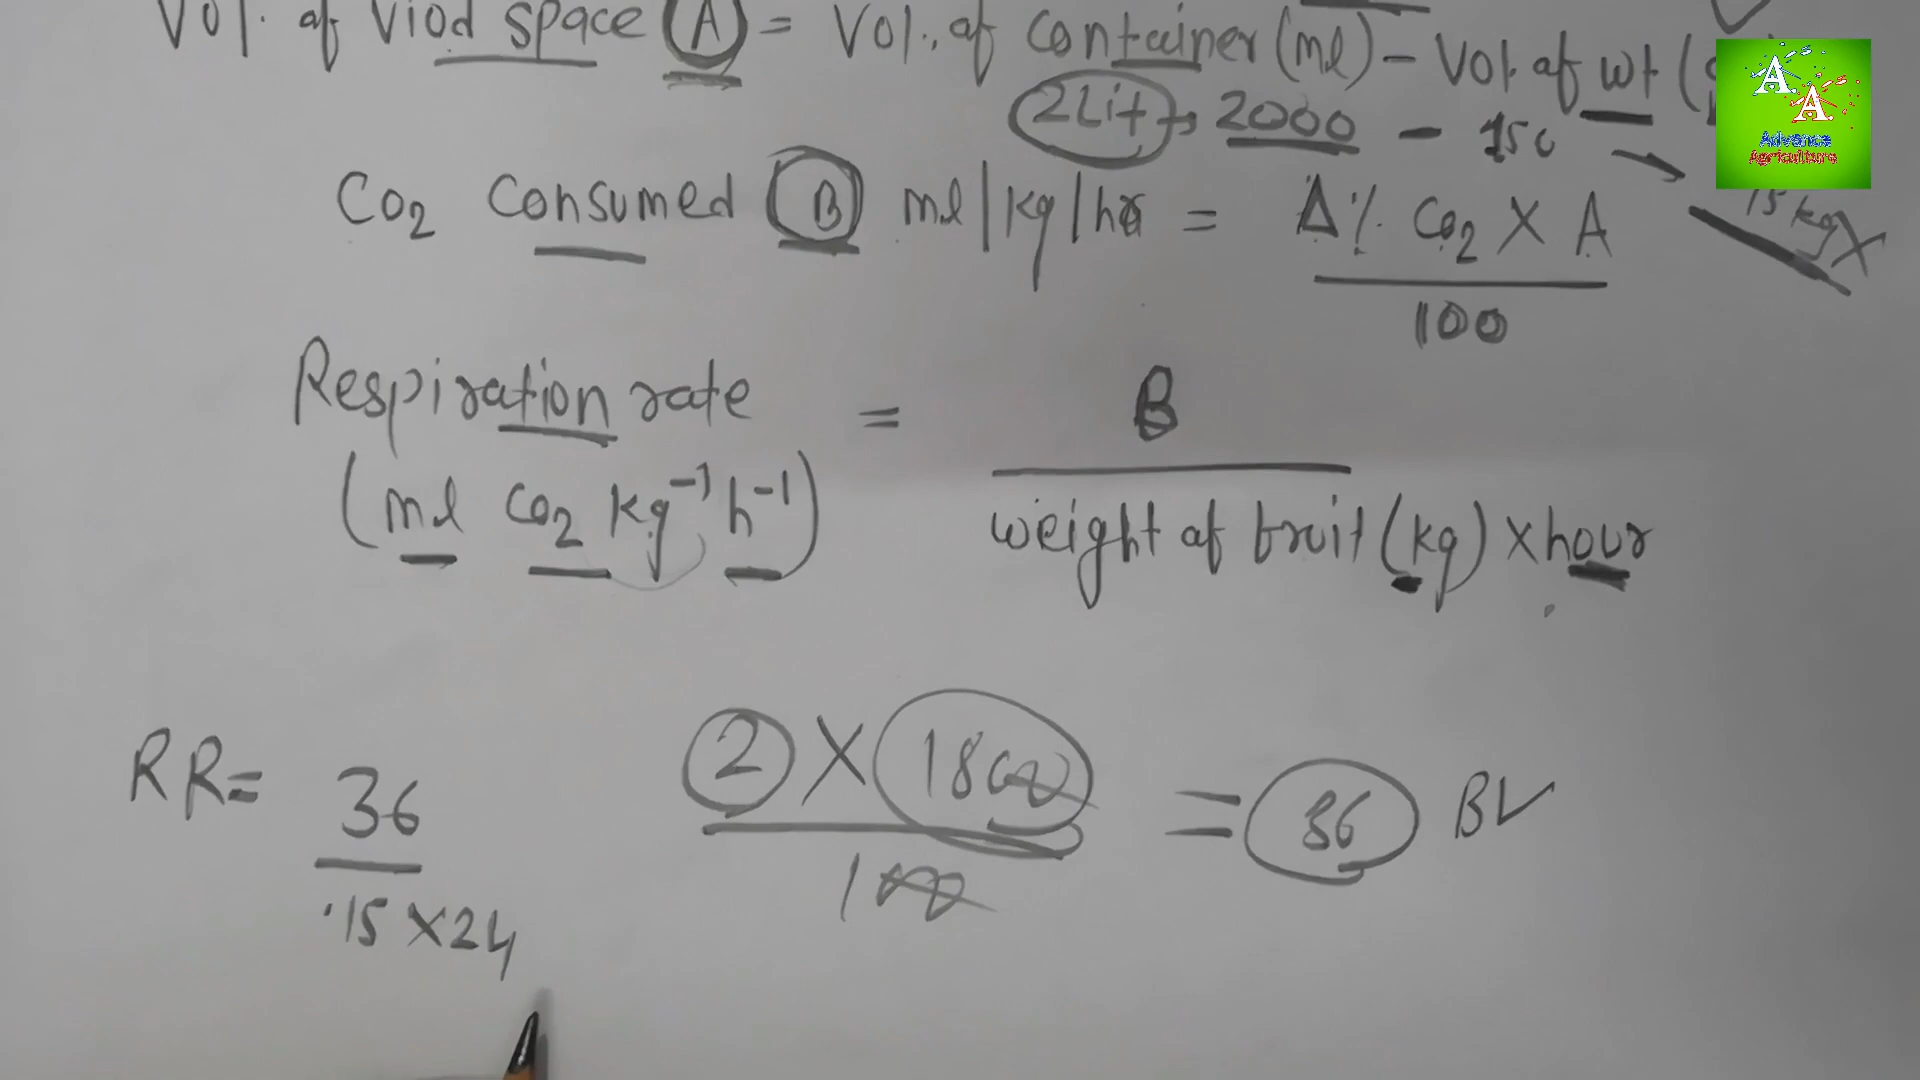 Vol. of Viod space (A) = Vol. of Container (ml) - Vol. of wt (
2Lit → 2000 - 150 →
15 kg X
Co2 Consumed (B) ml/kg/hr = Δ% Co2 X A
100
Respiration rate = B
(ml Co2 kg-1 h-1) weight of fruit (kg) X hour
RR = 36
.15 X 24
2 X 1800 = 36 B✓
100
A A
Advance
Agriculture